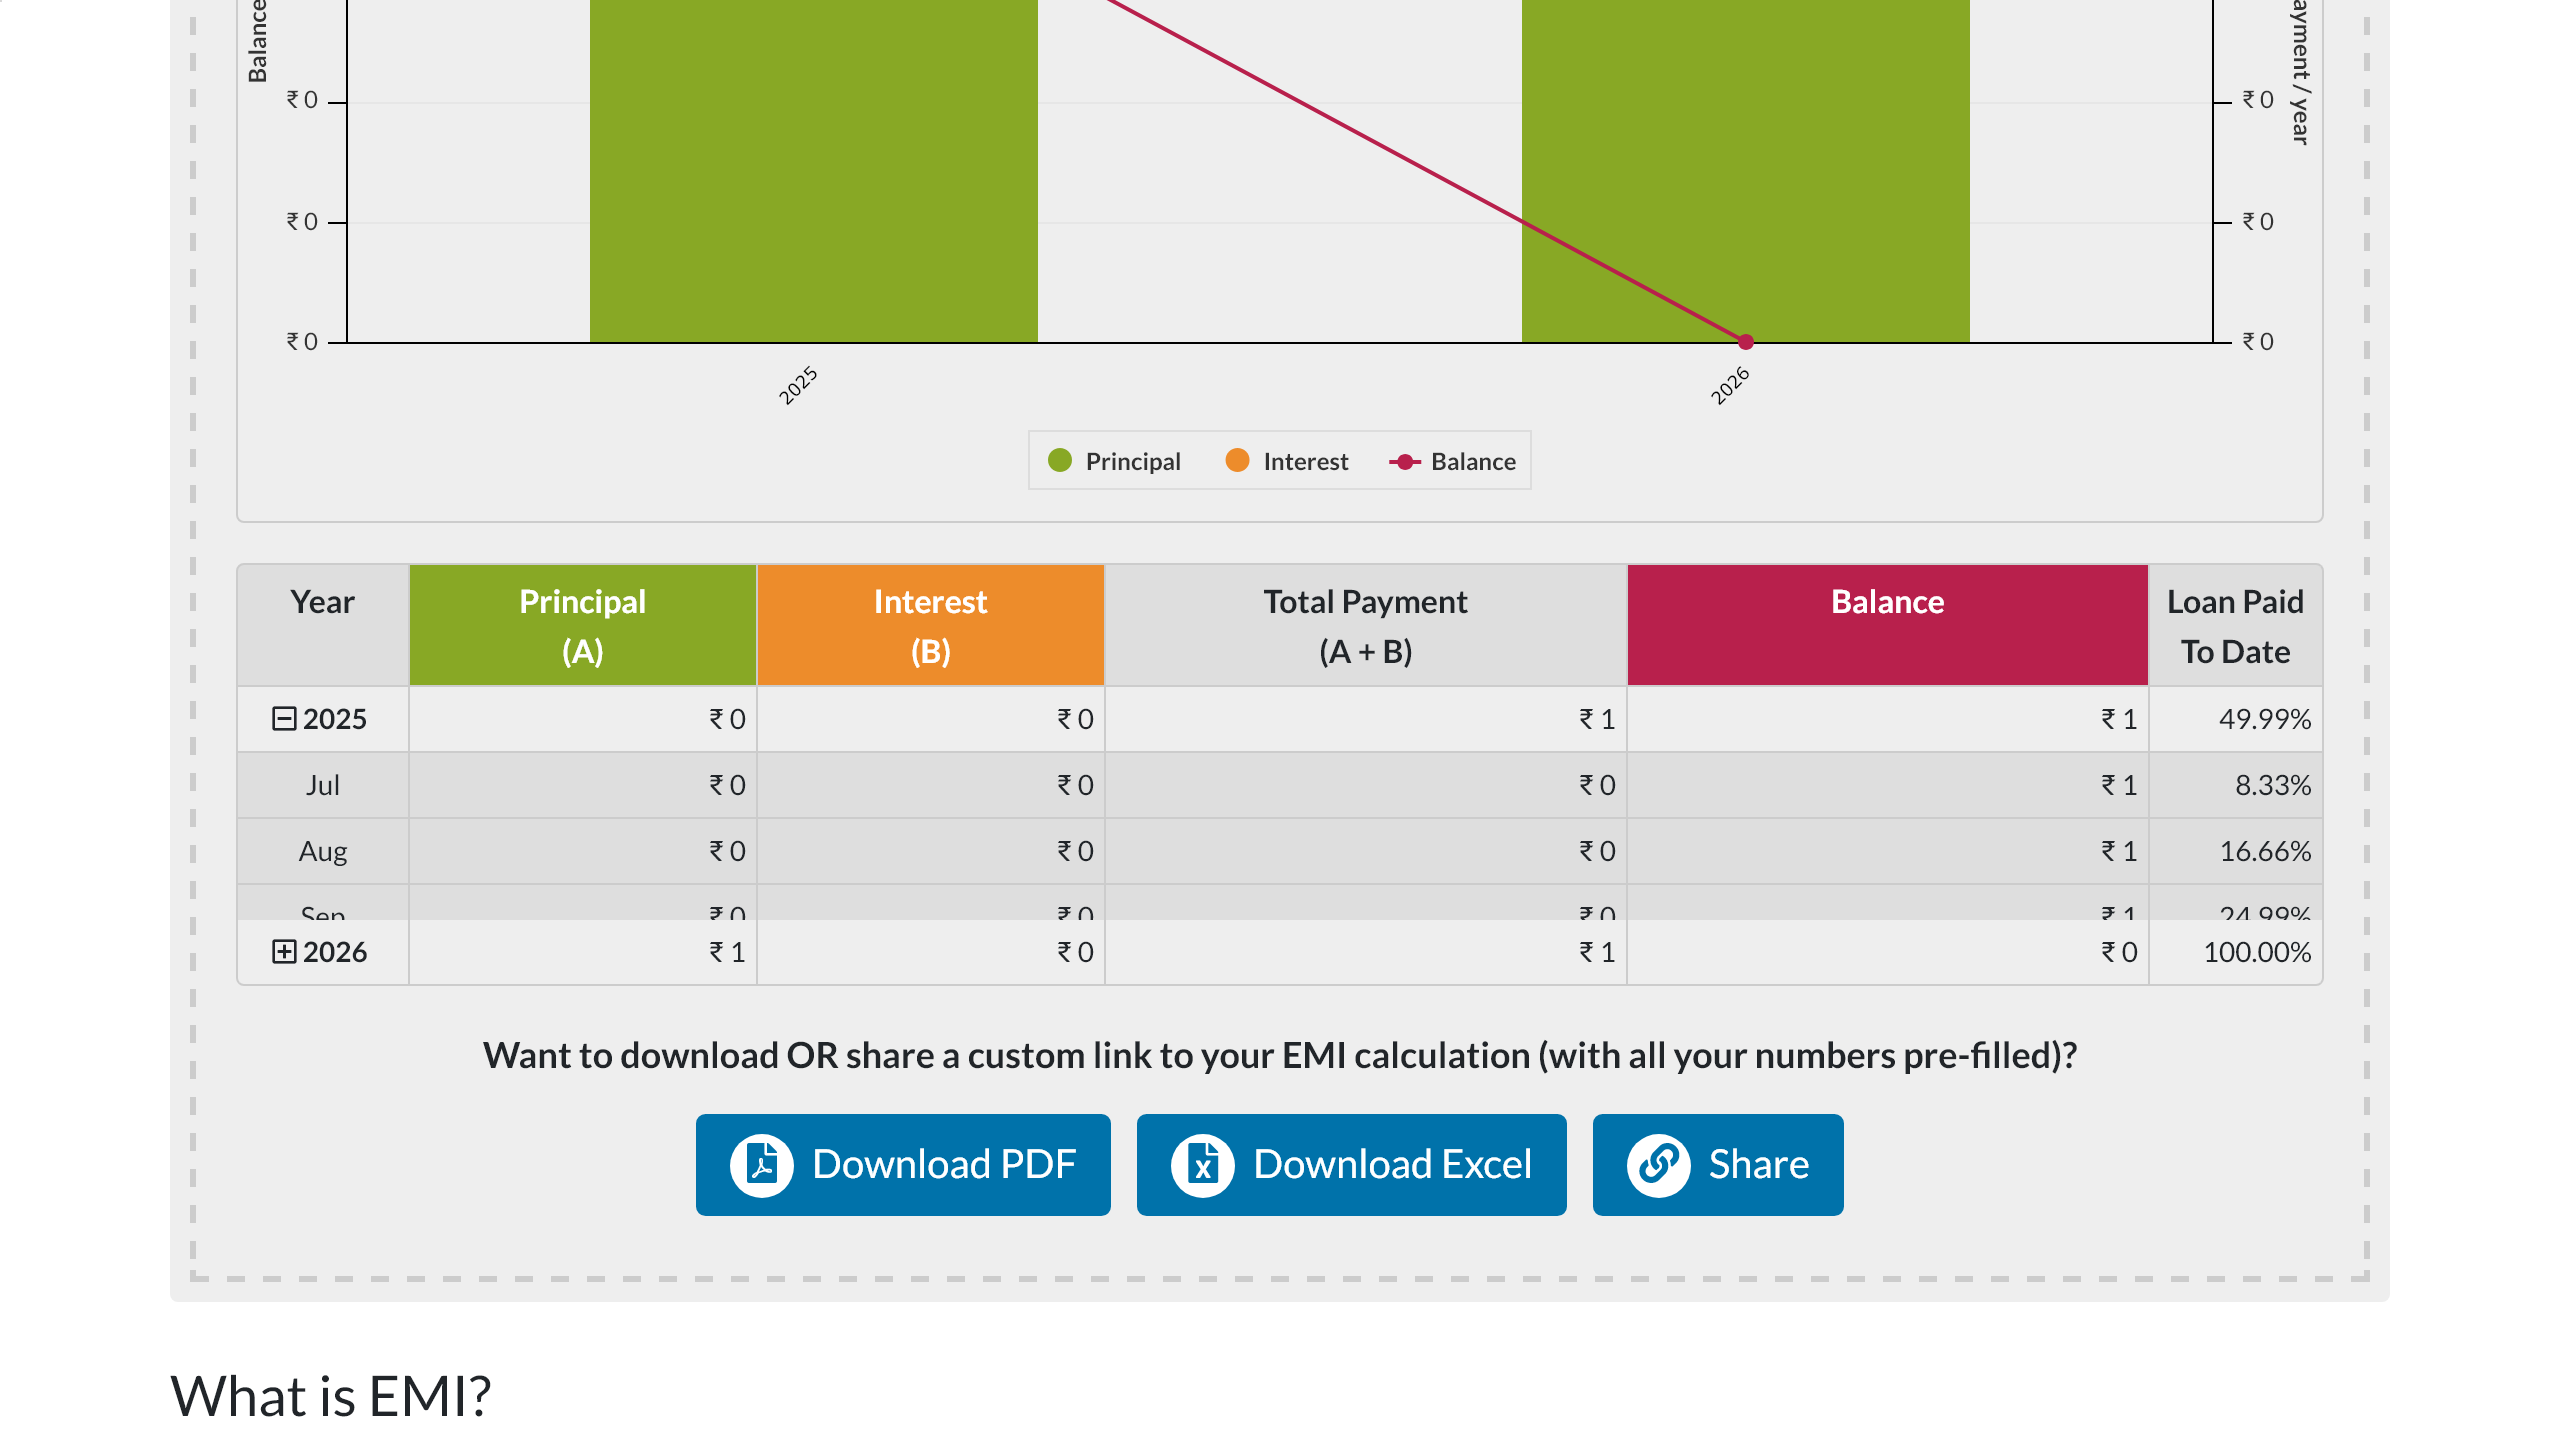 Balance
ayment / year
₹ 0 ₹ 0
₹ 0 ₹ 0
₹ 0 ₹ 0
2025 2026
Principal Interest Balance
Year Principal Interest Total Payment Balance Loan Paid
(A) (B) (A + B) To Date
2025 ₹ 0 ₹ 0 ₹ 1 ₹ 1 49.99%
Jul ₹ 0 ₹ 0 ₹ 0 ₹ 1 8.33%
Aug ₹ 0 ₹ 0 ₹ 0 ₹ 1 16.66%
Sep ₹ 0 ₹ 0 ₹ 0 ₹ 1 24.99%
2026 ₹ 1 ₹ 0 ₹ 1 ₹ 0 100.00%
Want to download OR share a custom link to your EMI calculation (with all your numbers pre-filled)?
Download PDF Download Excel Share
What is EMI?